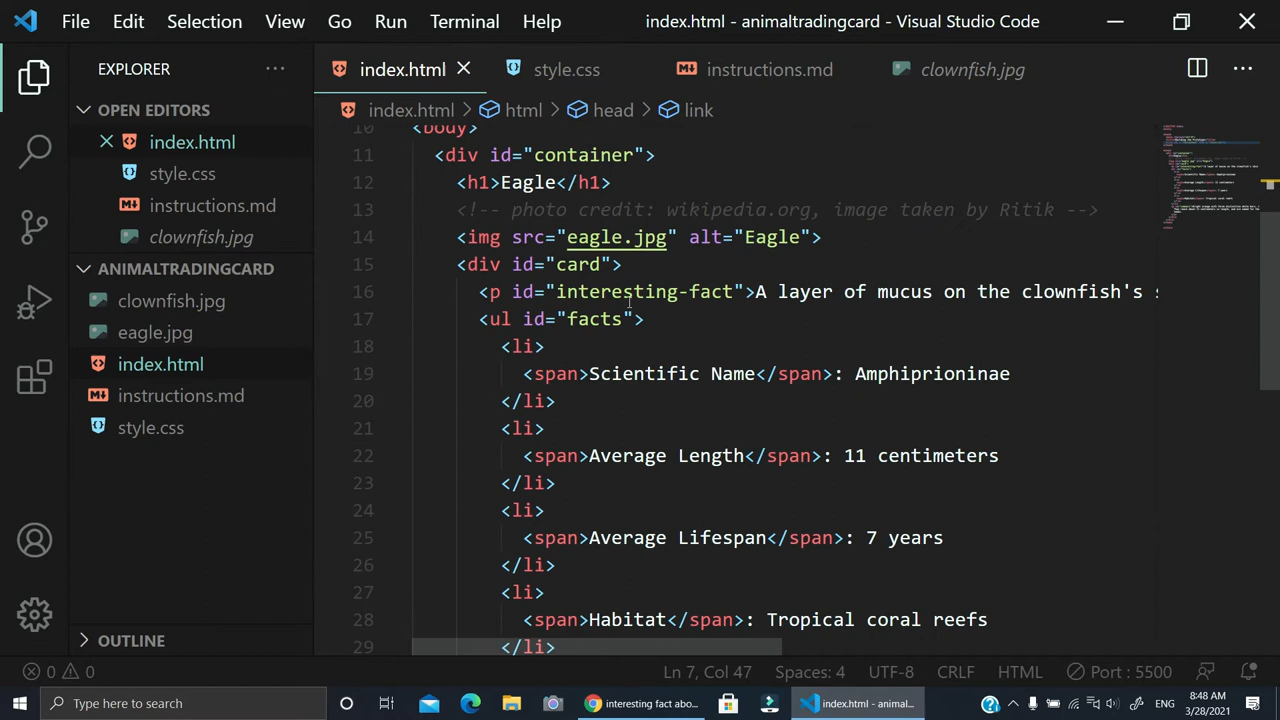 File Edit Selection View Go Run Terminal Help index.html - animaltradingcard - Visual Studio Code
EXPLORER
OPEN EDITORS
index.html
style.css
instructions.md
clownfish.jpg
ANIMALTRADINGCARD
clownfish.jpg
eagle.jpg
index.html
instructions.md
style.css
OUTLINE
index.html style.css instructions.md clownfish.jpg
index.html > html > head > link
10 <body>
11 <div id="container">
12 <h1>Eagle</h1>
13 <!-- photo credit: wikipedia.org, image taken by Ritik -->
14 <img src="eagle.jpg" alt="Eagle">
15 <div id="card">
16 <p id="interesting-fact">A layer of mucus on the clownfish's s
17 <ul id="facts">
18 <li>
19 <span>Scientific Name</span>: Amphiprioninae
20 </li>
21 <li>
22 <span>Average Length</span>: 11 centimeters
23 </li>
24 <li>
25 <span>Average Lifespan</span>: 7 years
26 </li>
27 <li>
28 <span>Habitat</span>: Tropical coral reefs
29 </li>
0 0 Ln 7, Col 47 Spaces: 4 UTF-8 CRLF HTML Port : 5500
Type here to search interesting fact abo... index.html - animal... ENG 8:48 AM
3/28/2021